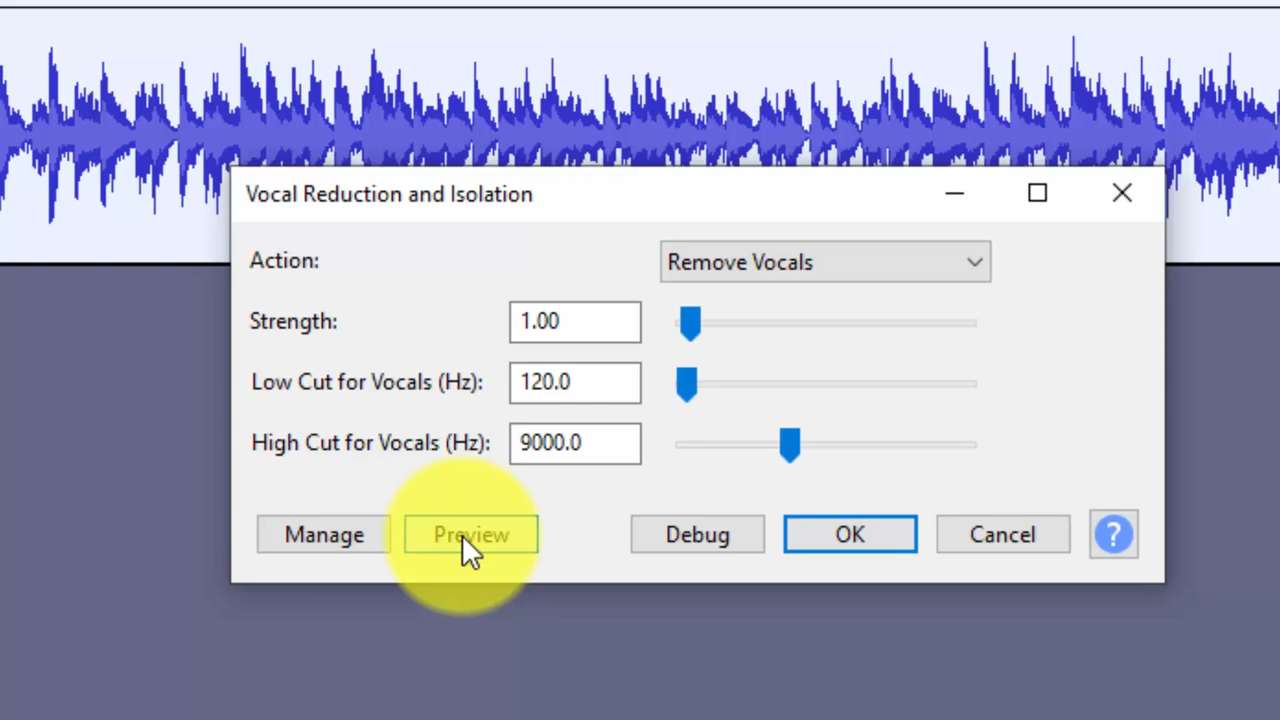 Vocal Reduction and Isolation
Action: Remove Vocals
Strength: 1.00
Low Cut for Vocals (Hz): 120.0
High Cut for Vocals (Hz): 9000.0
Manage Preview Debug OK Cancel ?